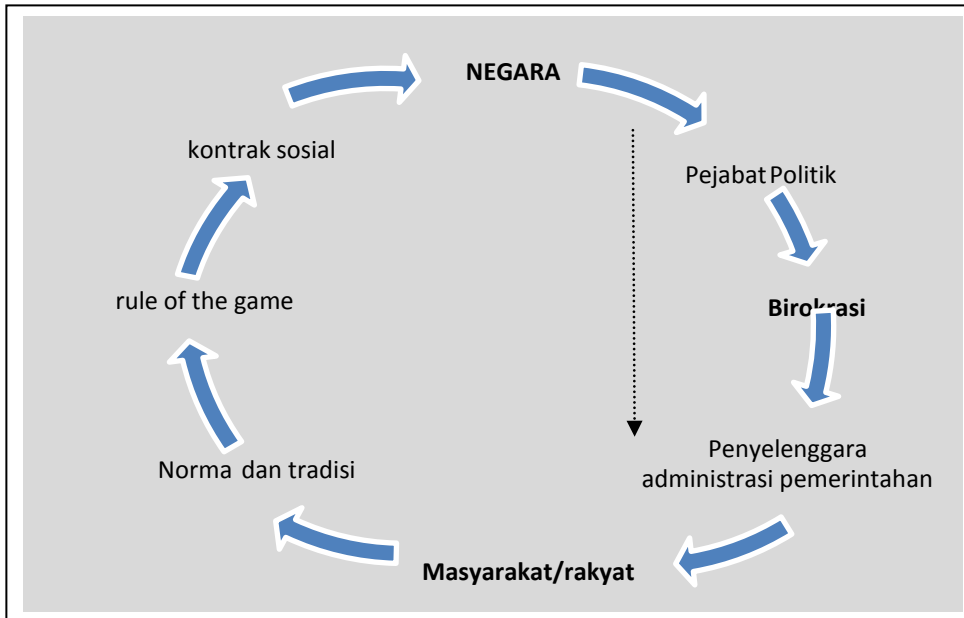 NEGARA
Pejabat Politik
Birokrasi
Penyelenggara
administrasi pemerintahan
Masyarakat/rakyat
Norma dan tradisi
rule of the game
kontrak sosial